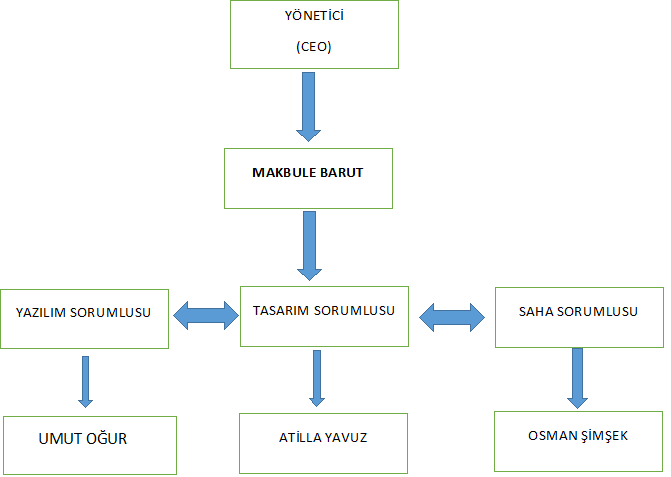 YÖNETİCİ
(CEO)
MAKBULE BARUT
YAZILIM SORUMLUSU
TASARIM SORUMLUSU
SAHA SORUMLUSU
UMUT OĞUR
ATİLLA YAVUZ
OSMAN ŞİMŞEK